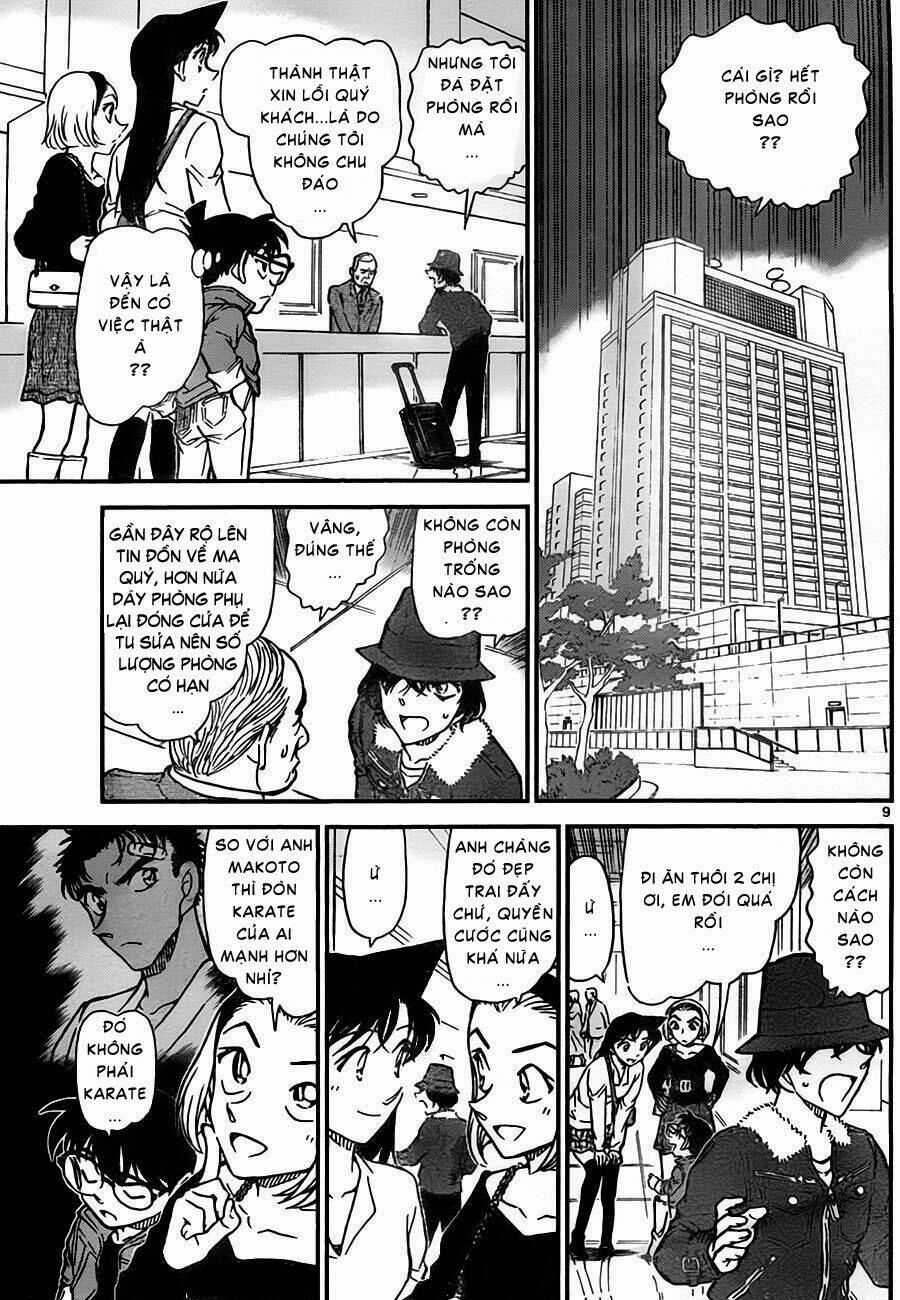 CÁI GÌ? HẾT
PHÒNG RỒI
SAO
??
NHƯNG TÔI
ĐÃ ĐẶT
PHÒNG RỒI
MÀ
...
THÀNH THẬT
XIN LỖI QUÝ
KHÁCH...LÀ DO
CHÚNG TÔI
KHÔNG CHU
ĐÁO
...
VẬY LÀ
ĐẾN CÓ
VIỆC THẬT
À
??
KHÔNG CÒN
PHÒNG
TRỐNG
NÀO SAO
??
VÂNG,
ĐÚNG THẾ
...
GẦN ĐÂY RỘ LÊN
TIN ĐỒN VỀ MA
QUỶ, HƠN NỮA
DÃY PHÒNG PHỤ
LẠI ĐÓNG CỬA ĐỂ
TU SỬA NÊN SỐ
LƯỢNG PHÒNG
CÓ HẠN
...
9
KHÔNG
CÒN
CÁCH
NÀO
SAO
??
ĐI ĂN THÔI 2 CHỊ
ƠI, EM ĐÓI QUÁ
RỒI
...
Ừ
...
ANH CHÀNG
ĐÓ ĐẸP
TRAI ĐẤY
CHỨ, QUYỀN
CƯỚC CŨNG
KHÁ NỮA
...
Ừ
...
SO VỚI ANH
MAKOTO
THÌ ĐÒN
KARATE
CỦA AI
MẠNH HƠN
NHỈ?
ĐÓ
KHÔNG
PHẢI
KARATE
...